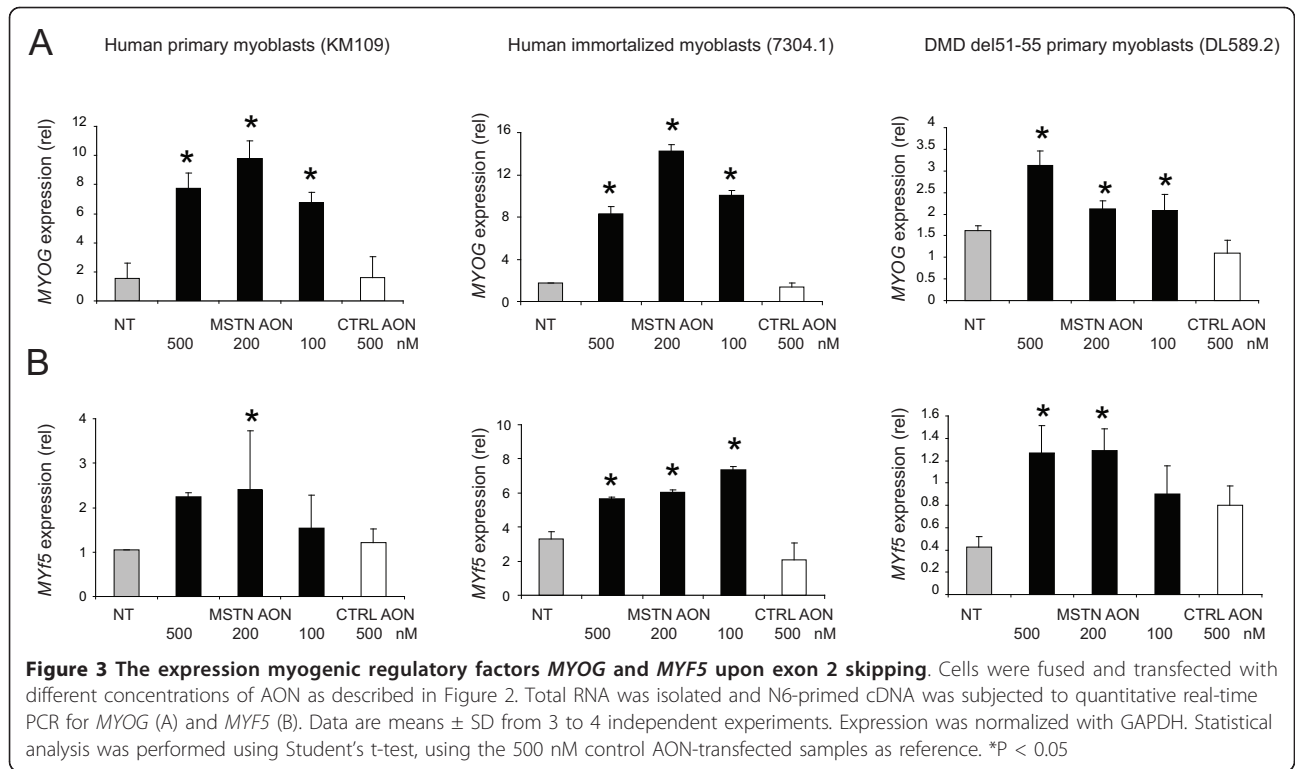 A
Human primary myoblasts (KM109)
Human immortalized myoblasts (7304.1)
DMD del51-55 primary myoblasts (DL589.2)
MYOG expression (rel)
12
10
8
6
4
2
0
* * *
NT
MSTN AON
CTRL AON
500 200 100 500 nM
MYOG expression (rel)
16
12
8
4
0
* * *
NT
MSTN AON
CTRL AON
500 200 100 500 nM
MYOG expression (rel)
4
3.5
3
2.5
2
1.5
1
0.5
0
* * *
NT
MSTN AON
CTRL AON
500 200 100 500 nM
B
MYf5 expression (rel)
4
3
2
1
0
*
NT
MSTN AON
CTRL AON
500 200 100 500 nM
MYf5 expression (rel)
10
8
6
4
2
0
* * *
NT
MSTN AON
CTRL AON
500 200 100 500 nM
MYf5 expression (rel)
1.6
1.4
1.2
1
0.8
0.6
0.4
0.2
0
* *
NT
MSTN AON
CTRL AON
500 200 100 500 nM
Figure 3 The expression myogenic regulatory factors MYOG and MYF5 upon exon 2 skipping. Cells were fused and transfected with
different concentrations of AON as described in Figure 2. Total RNA was isolated and N6-primed cDNA was subjected to quantitative real-time
PCR for MYOG (A) and MYF5 (B). Data are means ± SD from 3 to 4 independent experiments. Expression was normalized with GAPDH. Statistical
analysis was performed using Student's t-test, using the 500 nM control AON-transfected samples as reference. *P < 0.05